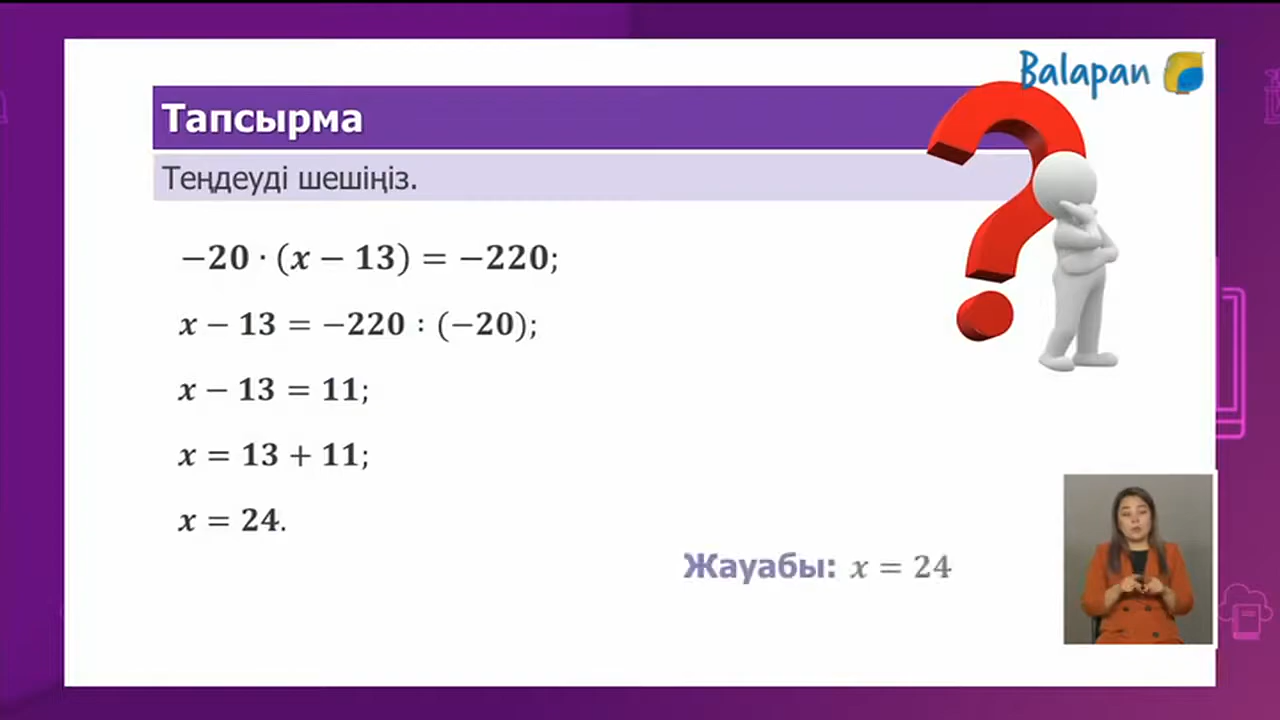 Balapan
Тапсырма
Теңдеуді шешіңіз.
−20 · (x − 13) = −220;
x − 13 = −220 : (−20);
x − 13 = 11;
x = 13 + 11;
x = 24.
Жауабы: x = 24